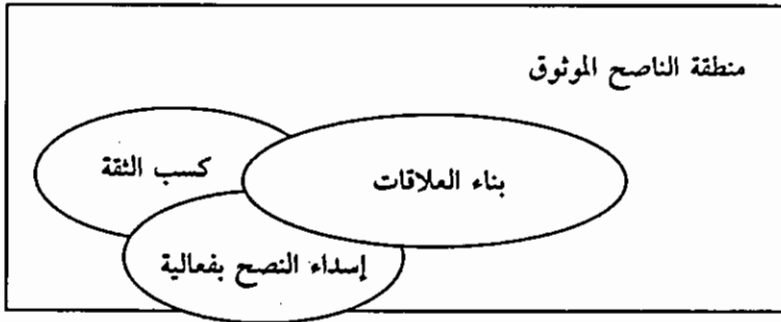 منطقة الناصح الموثوق
كسب الثقة
بناء العلاقات
إسداء النصح بفعالية